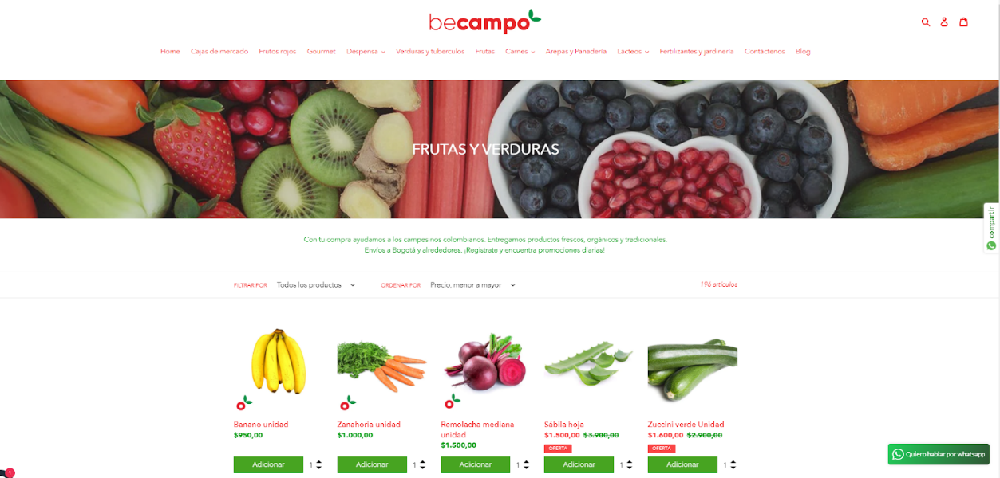 becampo
Home Cajas de mercado Frutos rojos Gourmet Despensa Verduras y tuberculos Frutas Carnes Arepas y Panadería Lácteos Fertilizantes y jardinería Contáctenos Blog
FRUTAS Y VERDURAS
compartir
Con tu compra ayudamos a los campesinos colombianos. Entregamos productos frescos, orgánicos y tradicionales.
Envíos a Bogotá y alrededores. ¡Registrate y encuentra promociones diarias!
FILTRAR POR Todos los productos ORDENAR POR Precio, menor a mayor 196 artículos
Banano unidad
$950,00
Adicionar 1
Zanahoria unidad
$1.000,00
Adicionar 1
Remolacha mediana
unidad
$1.500,00
Adicionar 1
Sábila hoja
$1.500,00 $3.900,00
OFERTA
Adicionar 1
Zuccini verde Unidad
$1.600,00 $2.900,00
OFERTA
Adicionar 1
Quiero hablar por whatsapp
1